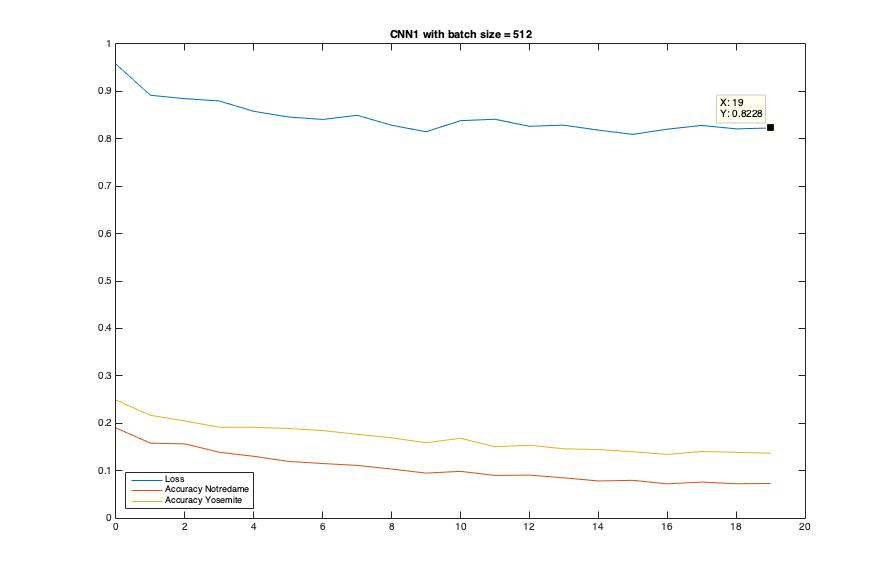 CNN1 with batch size = 512
1
0.9
0.8
0.7
0.6
0.5
0.4
0.3
0.2
0.1
0
X: 19
Y: 0.8228
Loss
Accuracy Notredame
Accuracy Yosemite
0 2 4 6 8 10 12 14 16 18 20